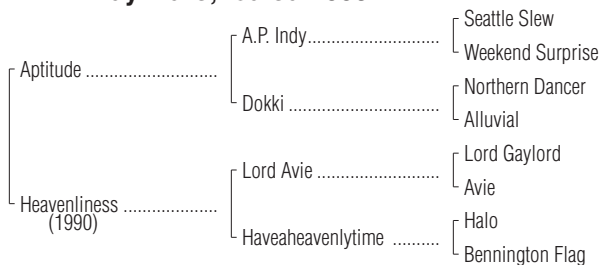 Seattle Slew
A.P. Indy
Weekend Surprise
Aptitude
Northern Dancer
Dokki
Alluvial
Lord Gaylord
Lord Avie
Avie
Heavenliness
(1990)
Halo
Haveaheavenlytime
Bennington Flag